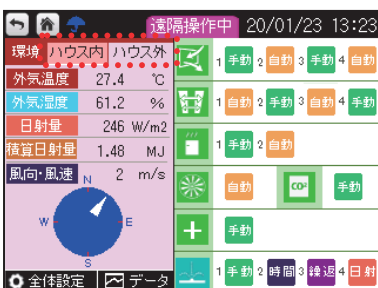 遠隔操作中 20/01/23 13:23
環境 ハウス内 ハウス外
外気温度 27.4 ℃
外気湿度 61.2 %
日射量 246 W/m2
積算日射量 1.48 MJ
風向・風速 2 m/s
N
W E
S
全体設定 データ
1 手動 2 自動 3 手動 4 自動
1 自動 2 手動 3 自動 4 手動
1 手動 2 自動
自動 CO² 手動
手動
1 手動 2 時間 3 繰返 4 日射